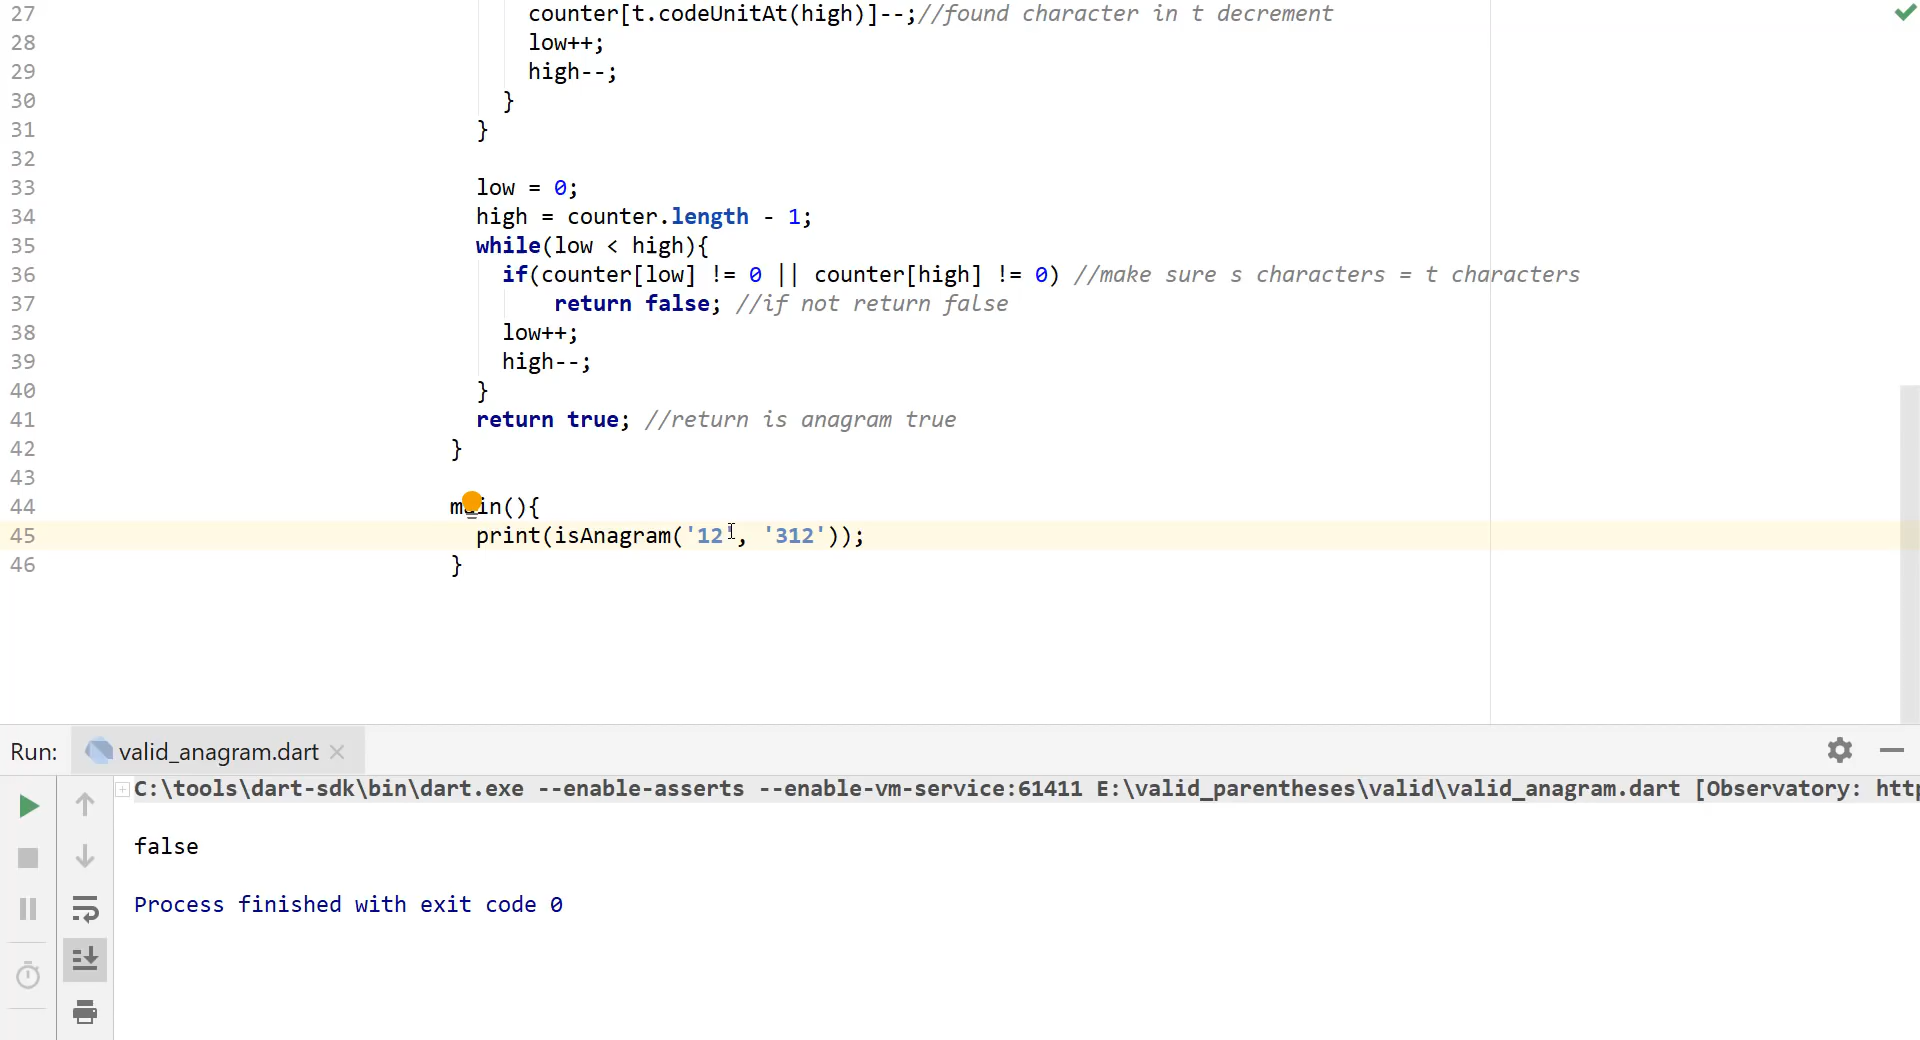 27 counter[t.codeUnitAt(high)]--;//found character in t decrement
28 low++;
29 high--;
30 }
31 }
32
33 low = 0;
34 high = counter.length - 1;
35 while(low < high){
36 if(counter[low] != 0 || counter[high] != 0) //make sure s characters = t characters
37 return false; //if not return false
38 low++;
39 high--;
40 }
41 return true; //return is anagram true
42 }
43
44 main(){
45 print(isAnagram('12', '312'));
46 }
Run: valid_anagram.dart
C:\tools\dart-sdk\bin\dart.exe --enable-asserts --enable-vm-service:61411 E:\valid_parentheses\valid\valid_anagram.dart [Observatory: http
false
Process finished with exit code 0